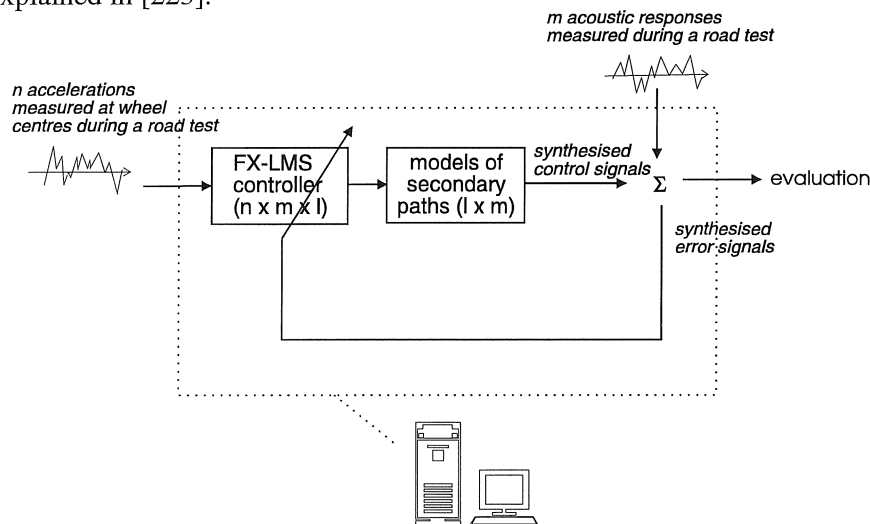 xplained in [223].
m acoustic responses
measured during a road test
n accelerations
measured at wheel
centres during a road test
FX-LMS
controller
(n x m x l)
models of
secondary
paths (l x m)
synthesised
control signals
Σ
evaluation
synthesised
error signals